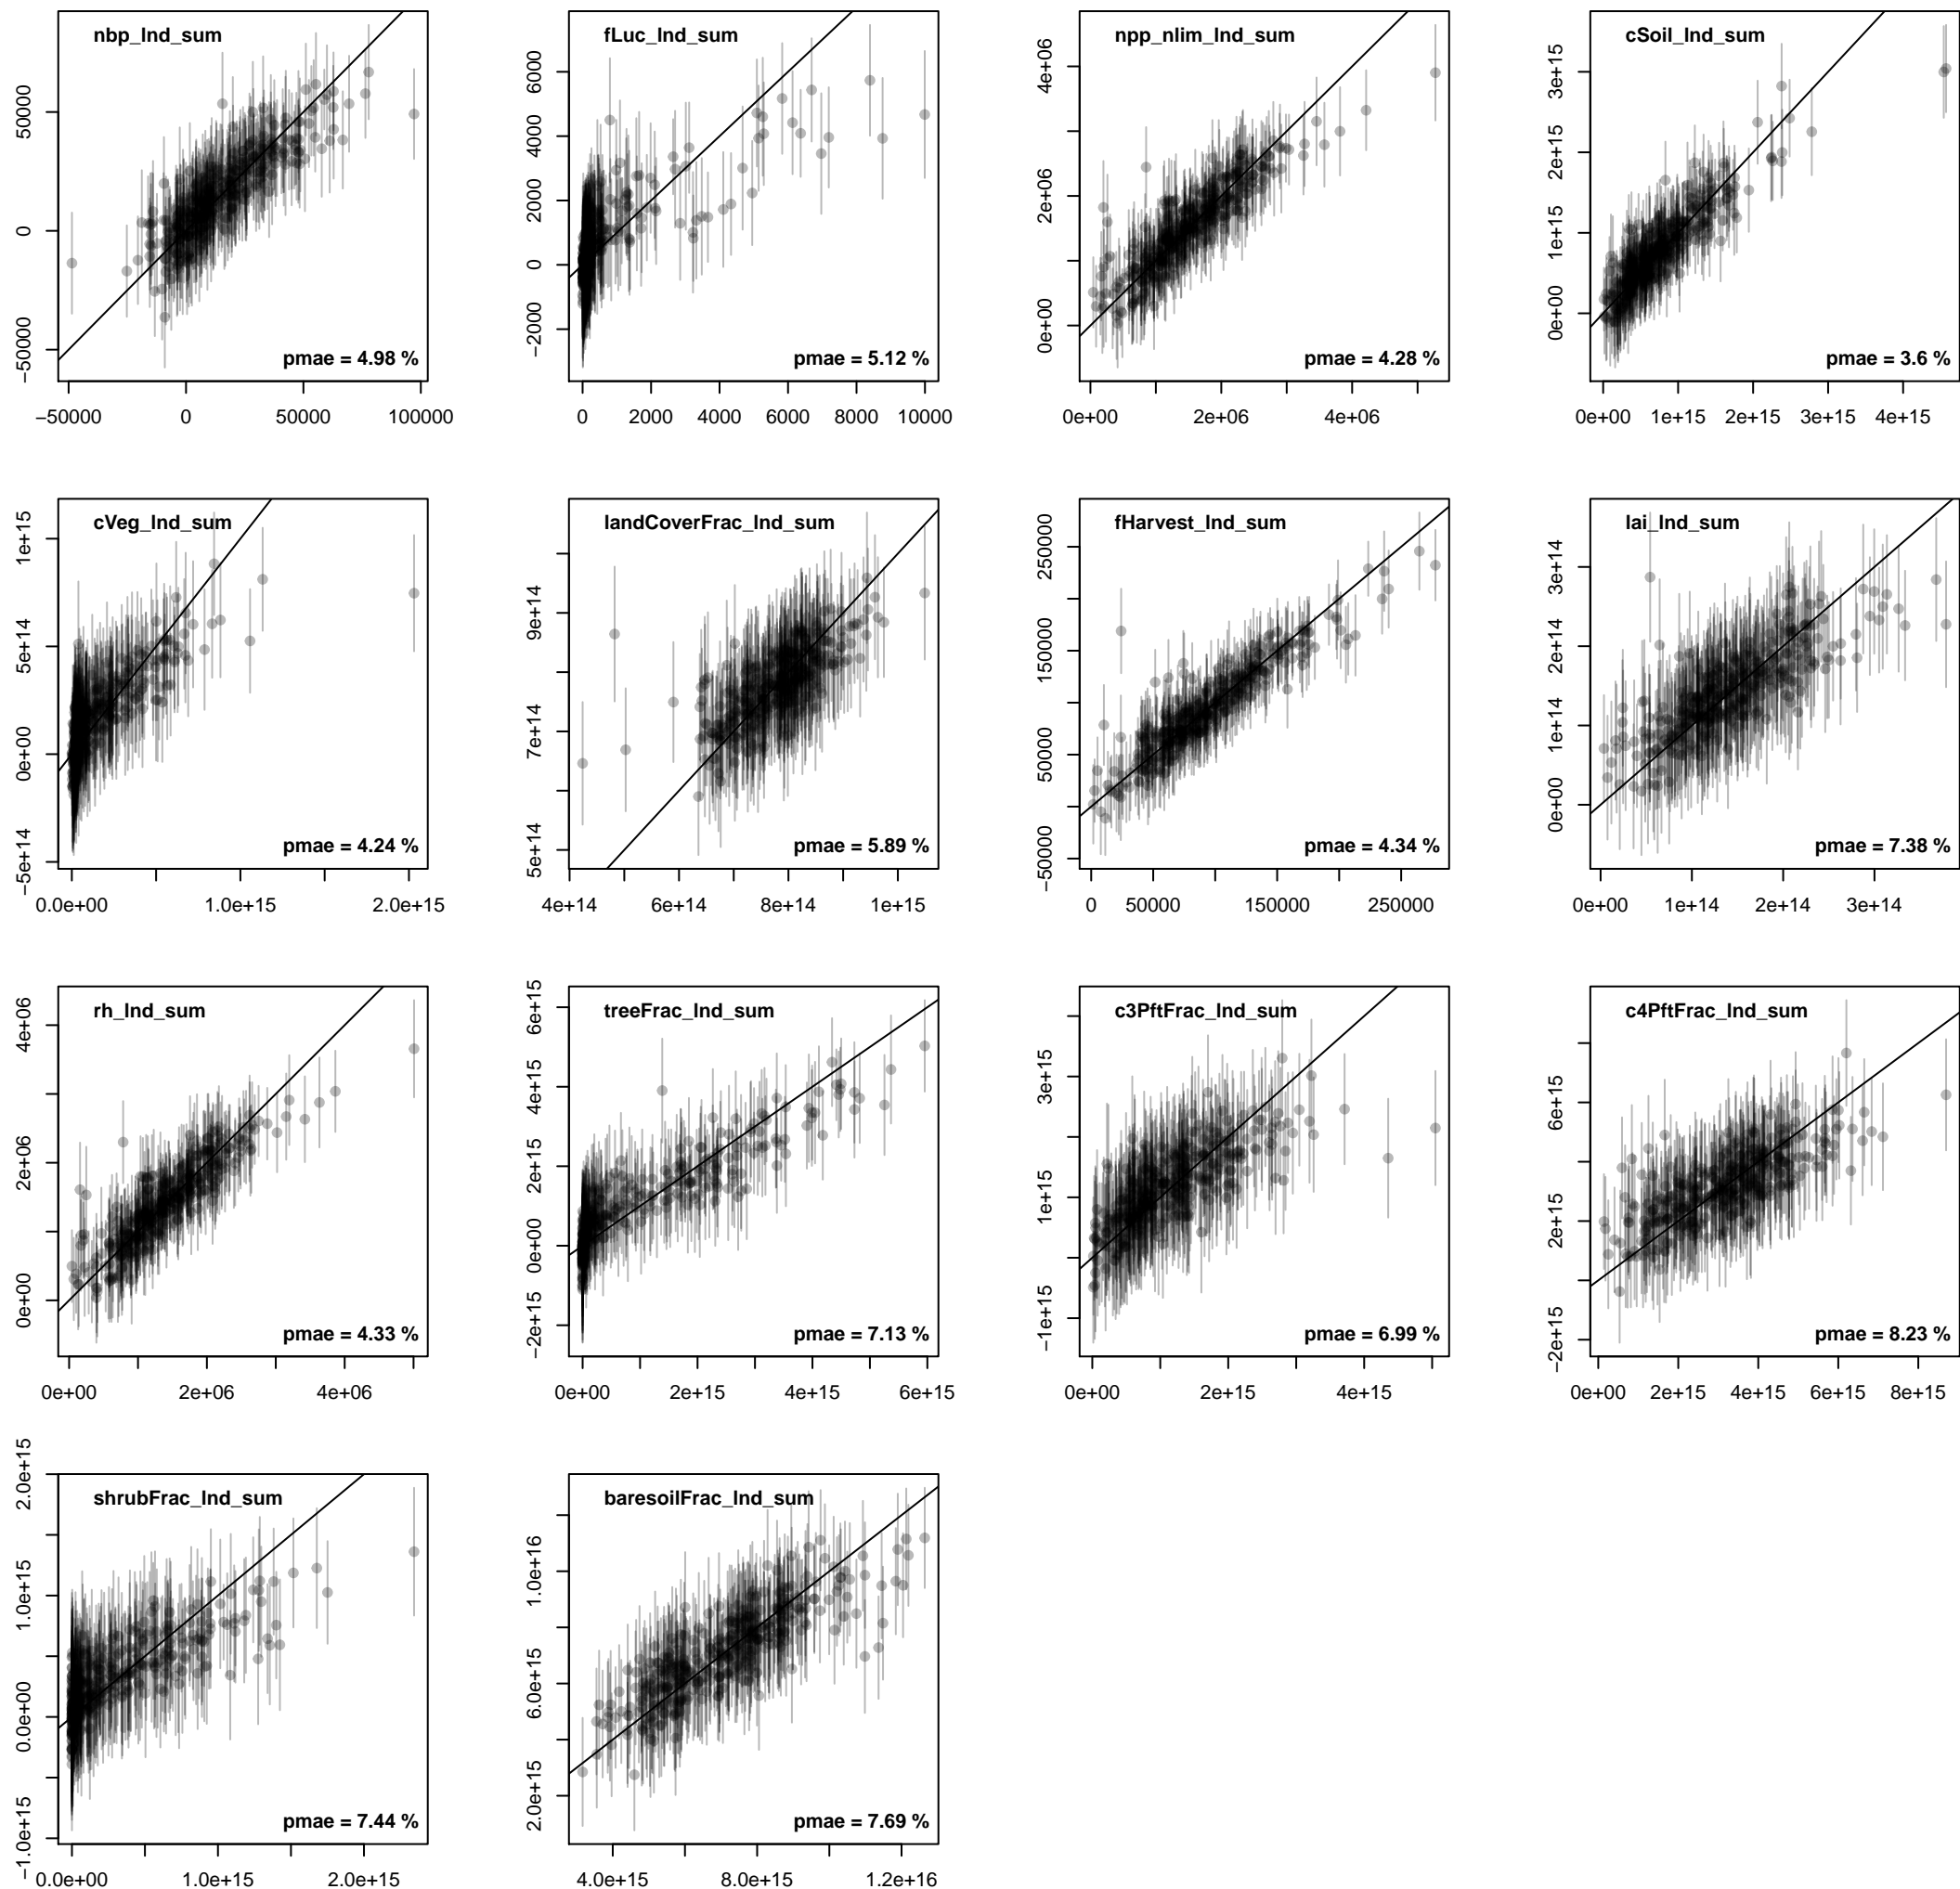 nbp_lnd_sum
50000
0
−50000
pmae = 4.98 %
−50000 0 50000 100000
fLuc_lnd_sum
6000
4000
2000
0
−2000
pmae = 5.12 %
0 2000 4000 6000 8000 10000
npp_nlim_lnd_sum
4e+06
2e+06
0e+00
pmae = 4.28 %
0e+00 2e+06 4e+06
cSoil_lnd_sum
3e+15
2e+15
1e+15
0e+00
pmae = 3.6 %
0e+00 1e+15 2e+15 3e+15 4e+15
cVeg_lnd_sum
1e+15
5e+14
0e+00
−5e+14
pmae = 4.24 %
0.0e+00 1.0e+15 2.0e+15
landCoverFrac_lnd_sum
9e+14
7e+14
5e+14
pmae = 5.89 %
4e+14 6e+14 8e+14 1e+15
fHarvest_lnd_sum
250000
150000
50000
−50000
pmae = 4.34 %
0 50000 150000 250000
lai_lnd_sum
3e+14
2e+14
1e+14
0e+00
pmae = 7.38 %
0e+00 1e+14 2e+14 3e+14
rh_lnd_sum
4e+06
2e+06
0e+00
pmae = 4.33 %
0e+00 2e+06 4e+06
treeFrac_lnd_sum
6e+15
4e+15
2e+15
0e+00
−2e+15
pmae = 7.13 %
0e+00 2e+15 4e+15 6e+15
c3PftFrac_lnd_sum
3e+15
1e+15
−1e+15
pmae = 6.99 %
0e+00 2e+15 4e+15
c4PftFrac_lnd_sum
6e+15
2e+15
−2e+15
pmae = 8.23 %
0e+00 2e+15 4e+15 6e+15 8e+15
shrubFrac_lnd_sum
2.0e+15
1.0e+15
0.0e+00
−1.0e+15
pmae = 7.44 %
0.0e+00 1.0e+15 2.0e+15
baresoilFrac_lnd_sum
1.0e+16
6.0e+15
2.0e+15
pmae = 7.69 %
4.0e+15 8.0e+15 1.2e+16